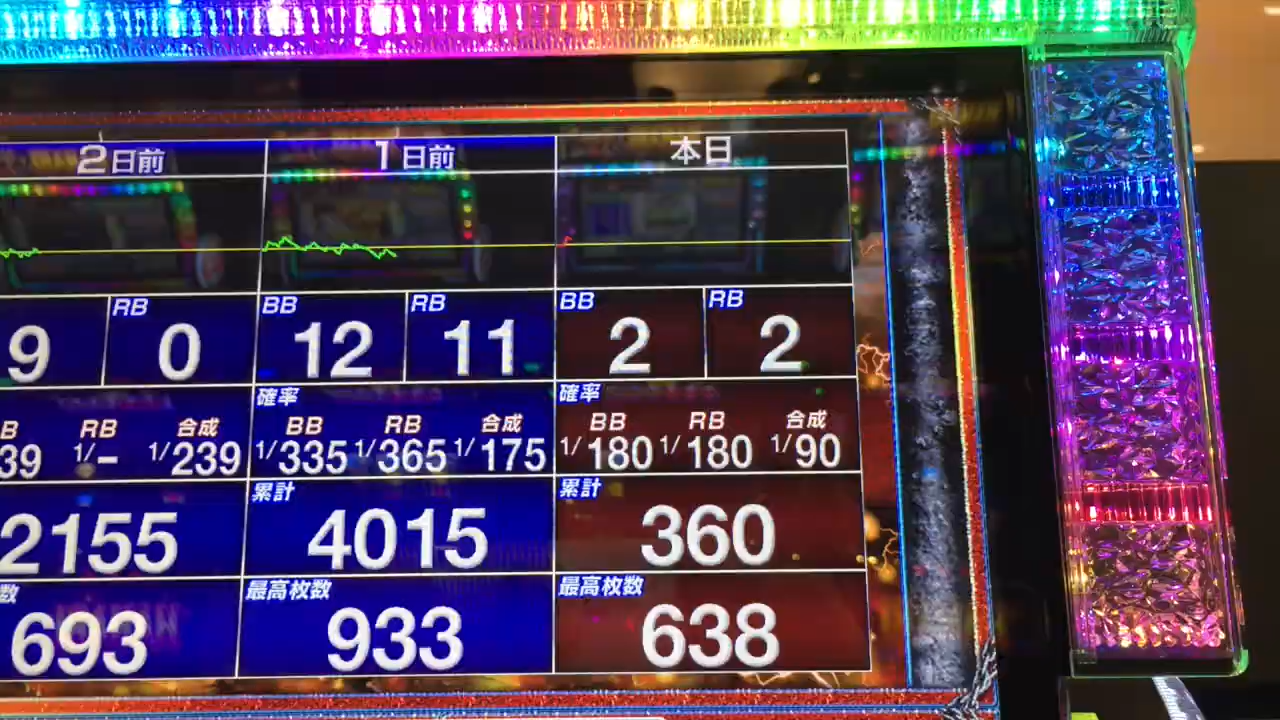 2日前 1日前 本日
9 RB 0 BB 12 RB 11 BB 2 RB 2
確率 確率
B RB 合成 BB RB 合成 BB RB 合成
39 1/- 1/239 1/335 1/365 1/175 1/180 1/180 1/90
累計 累計
2155 4015 360
数 最高枚数 最高枚数
693 933 638